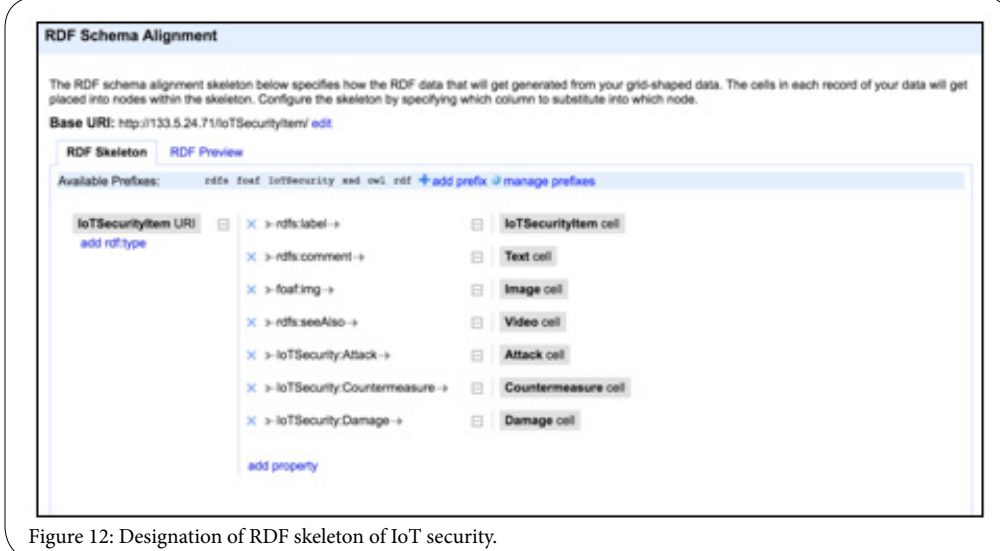 RDF Schema Alignment
The RDF schema alignment skeleton below specifies how the RDF data that will get generated from your grid-shaped data. The cells in each record of your data will get
placed into nodes within the skeleton. Configure the skeleton by specifying which column to substitute into which node.
Base URI: http://133.5.24.71/IoTSecurityItem/ edit
RDF Skeleton RDF Preview
Available Prefixes: rdfs foaf IoTSecurity xsd owl rdf +add prefix manage prefixes
IoTSecurityItem URI × >-rdfs:label-> IoTSecurityItem cell
add rdf:type
× >-rdfs:comment-> Text cell
× >-foaf:img-> Image cell
× >-rdfs:seeAlso-> Video cell
× >-IoTSecurity:Attack-> Attack cell
× >-IoTSecurity:Countermeasure-> Countermeasure cell
× >-IoTSecurity:Damage-> Damage cell
add property
Figure 12: Designation of RDF skeleton of IoT security.